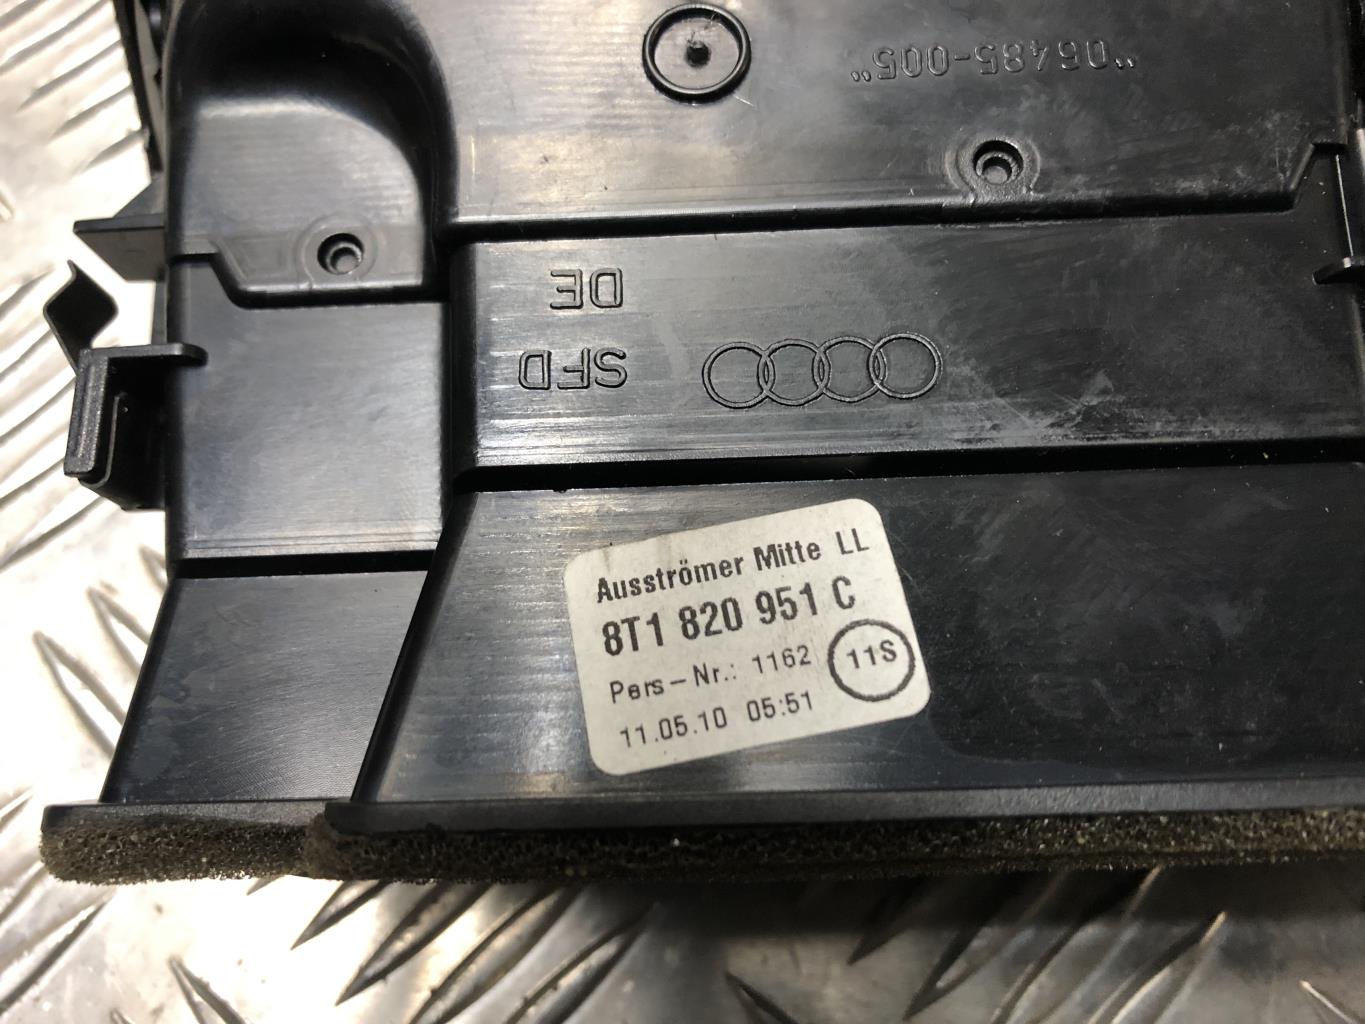 "06485-005"
DE
SFD
Ausströmer Mitte LL
8T1 820 951 C
Pers-Nr.: 1162
11S
11.05.10 05:51